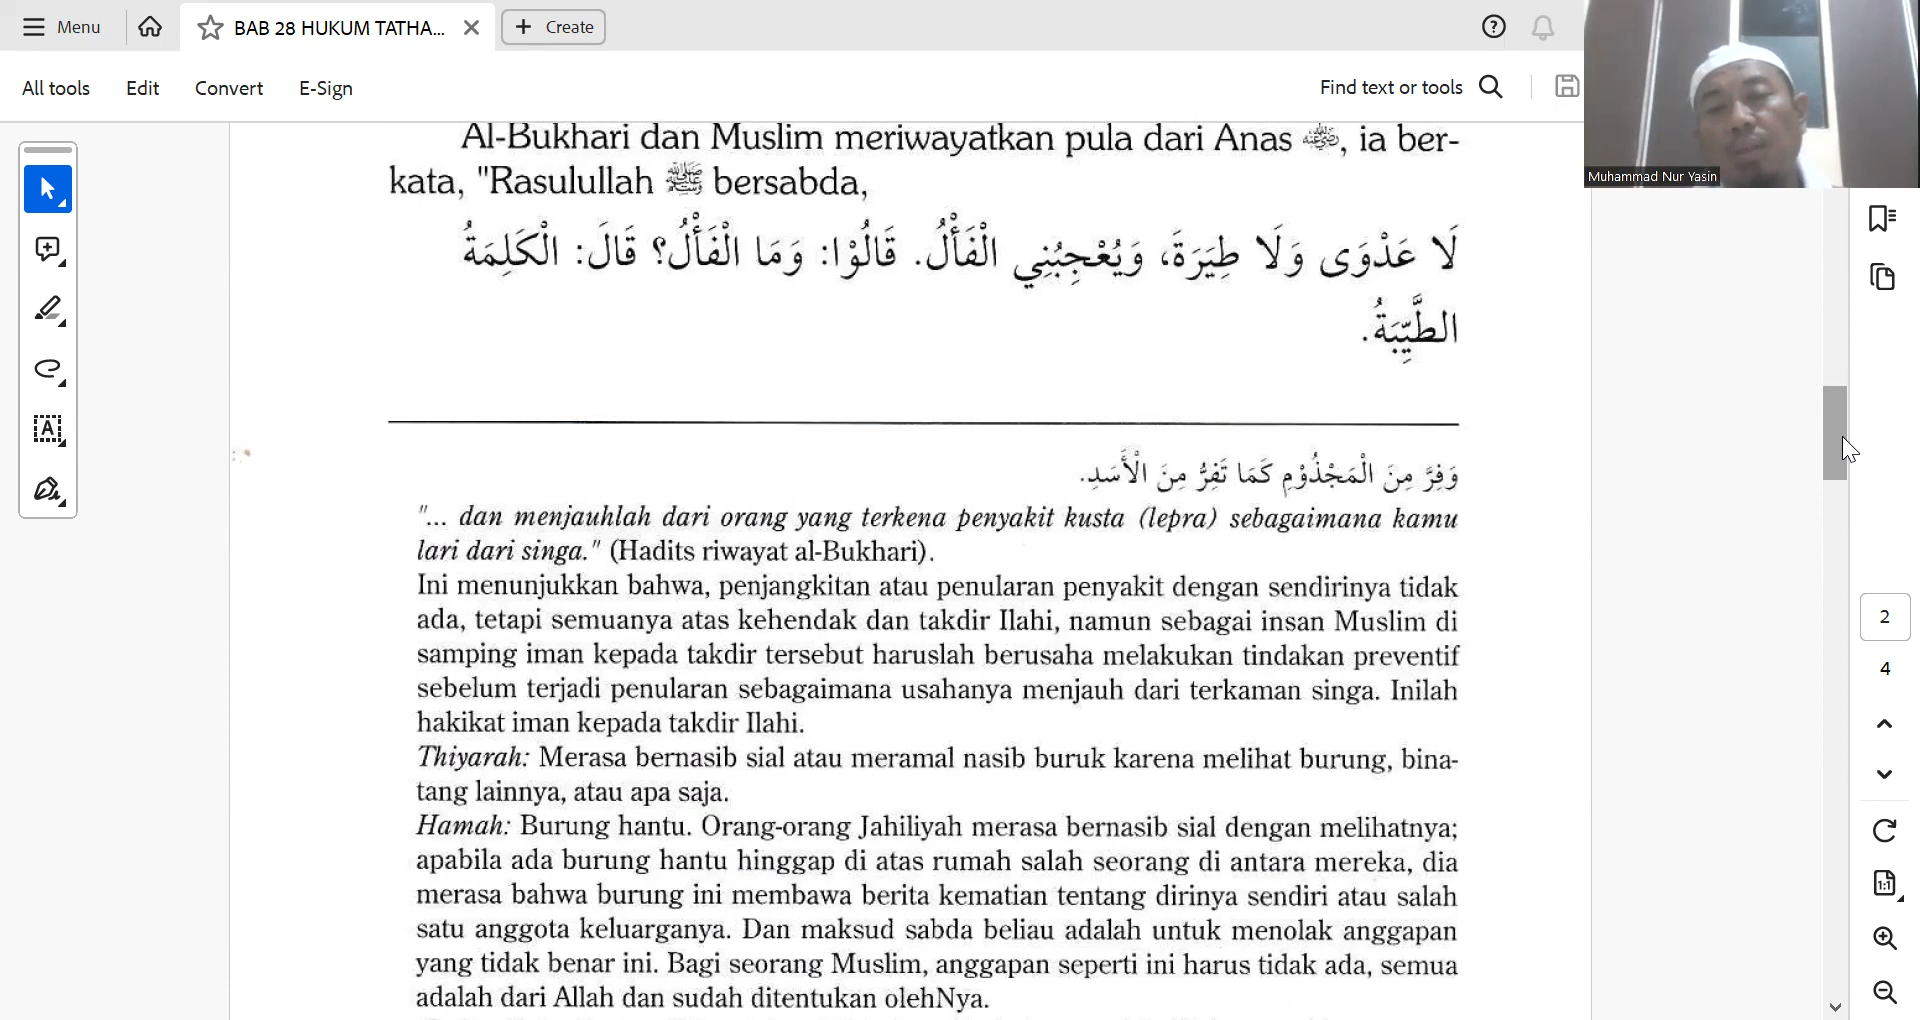 Menu
BAB 28 HUKUM TATHA...
Create
All tools
Edit
Convert
E-Sign
Find text or tools
Muhammad Nur Yasin
Al-Bukhari dan Muslim meriwayatkan pula dari Anas رضي الله عنه, ia ber-
kata, "Rasulullah ﷺ bersabda,
لَا عَدْوَى وَلَا طِيَرَةَ، وَيُعْجِبُنِي الْفَأْلُ. قَالُوْا: وَمَا الْفَأْلُ؟ قَالَ: الْكَلِمَةُ
الطَّيِّبَةُ.
وَفِرَّ مِنَ الْمَجْذُوْمِ كَمَا تَفِرُّ مِنَ الْأَسَدِ.
"... dan menjauhlah dari orang yang terkena penyakit kusta (lepra) sebagaimana kamu
lari dari singa." (Hadits riwayat al-Bukhari).
Ini menunjukkan bahwa, penjangkitan atau penularan penyakit dengan sendirinya tidak
ada, tetapi semuanya atas kehendak dan takdir Ilahi, namun sebagai insan Muslim di
samping iman kepada takdir tersebut haruslah berusaha melakukan tindakan preventif
sebelum terjadi penularan sebagaimana usahanya menjauh dari terkaman singa. Inilah
hakikat iman kepada takdir Ilahi.
Thiyarah: Merasa bernasib sial atau meramal nasib buruk karena melihat burung, bina-
tang lainnya, atau apa saja.
Hamah: Burung hantu. Orang-orang Jahiliyah merasa bernasib sial dengan melihatnya;
apabila ada burung hantu hinggap di atas rumah salah seorang di antara mereka, dia
merasa bahwa burung ini membawa berita kematian tentang dirinya sendiri atau salah
satu anggota keluarganya. Dan maksud sabda beliau adalah untuk menolak anggapan
yang tidak benar ini. Bagi seorang Muslim, anggapan seperti ini harus tidak ada, semua
adalah dari Allah dan sudah ditentukan olehNya.
2
4
1:1